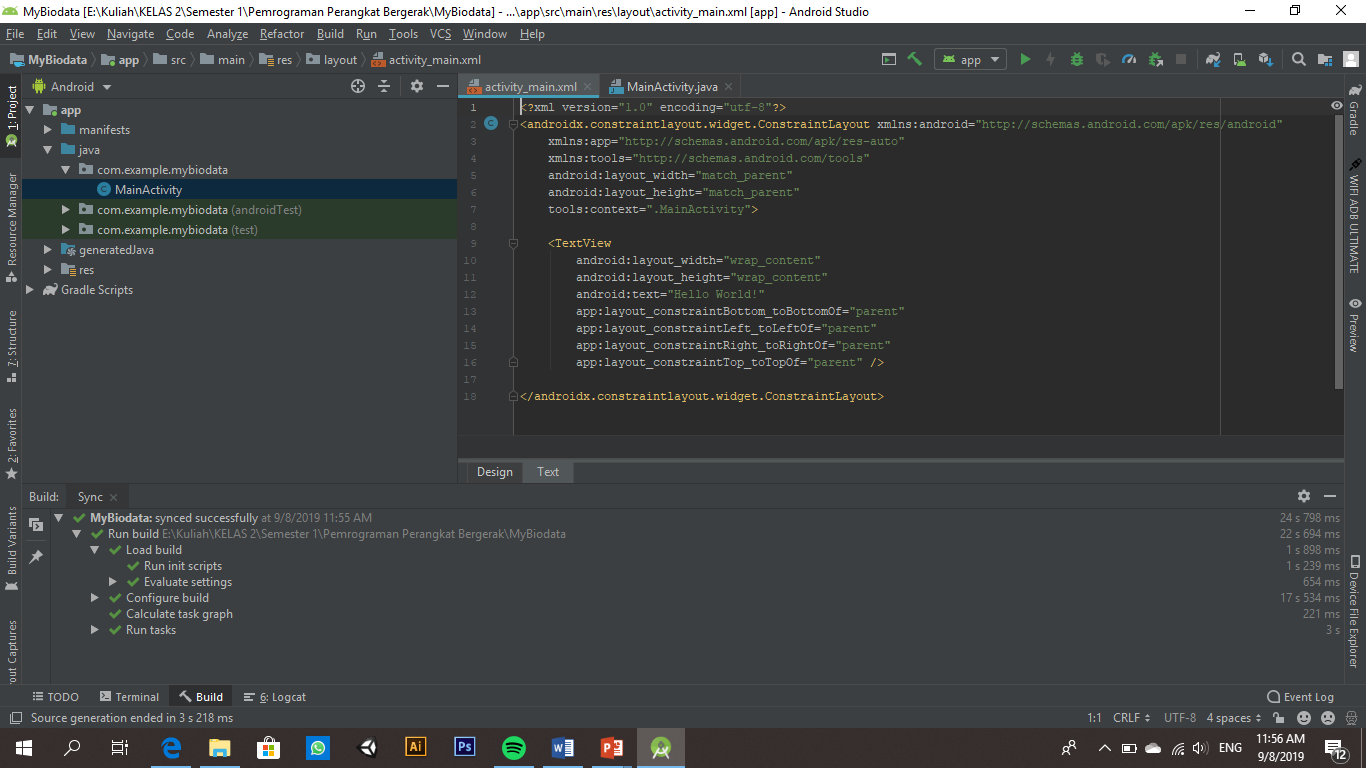 MyBiodata [E:\Kuliah\KELAS 2\Semester 1\Pemrograman Perangkat Bergerak\MyBiodata] - ...\app\src\main\res\layout\activity_main.xml [app] - Android Studio
File Edit View Navigate Code Analyze Refactor Build Run Tools VCS Window Help
MyBiodata app src main res layout activity_main.xml app
Android
activity_main.xml MainActivity.java
app
manifests
java
com.example.mybiodata
MainActivity
com.example.mybiodata (androidTest)
com.example.mybiodata (test)
generatedJava
res
Gradle Scripts
1: Project
Resource Manager
7: Structure
2: Favorites
Build Variants
out Captures
1 <?xml version="1.0" encoding="utf-8"?>
2 <androidx.constraintlayout.widget.ConstraintLayout xmlns:android="http://schemas.android.com/apk/res/android"
3 xmlns:app="http://schemas.android.com/apk/res-auto"
4 xmlns:tools="http://schemas.android.com/tools"
5 android:layout_width="match_parent"
6 android:layout_height="match_parent"
7 tools:context=".MainActivity">
8
9 <TextView
10 android:layout_width="wrap_content"
11 android:layout_height="wrap_content"
12 android:text="Hello World!"
13 app:layout_constraintBottom_toBottomOf="parent"
14 app:layout_constraintLeft_toLeftOf="parent"
15 app:layout_constraintRight_toRightOf="parent"
16 app:layout_constraintTop_toTopOf="parent" />
17
18 </androidx.constraintlayout.widget.ConstraintLayout>
Design Text
Gradle
WIFI ADB ULTIMATE
Preview
Device File Explorer
Build: Sync
MyBiodata: synced successfully at 9/8/2019 11:55 AM 24 s 798 ms
Run build E:\Kuliah\KELAS 2\Semester 1\Pemrograman Perangkat Bergerak\MyBiodata 22 s 694 ms
Load build 1 s 898 ms
Run init scripts 1 s 239 ms
Evaluate settings 654 ms
Configure build 17 s 534 ms
Calculate task graph 221 ms
Run tasks 3 s
TODO Terminal Build 6: Logcat Event Log
Source generation ended in 3 s 218 ms 1:1 CRLF UTF-8 4 spaces
Ai Ps ENG 11:56 AM
9/8/2019 12